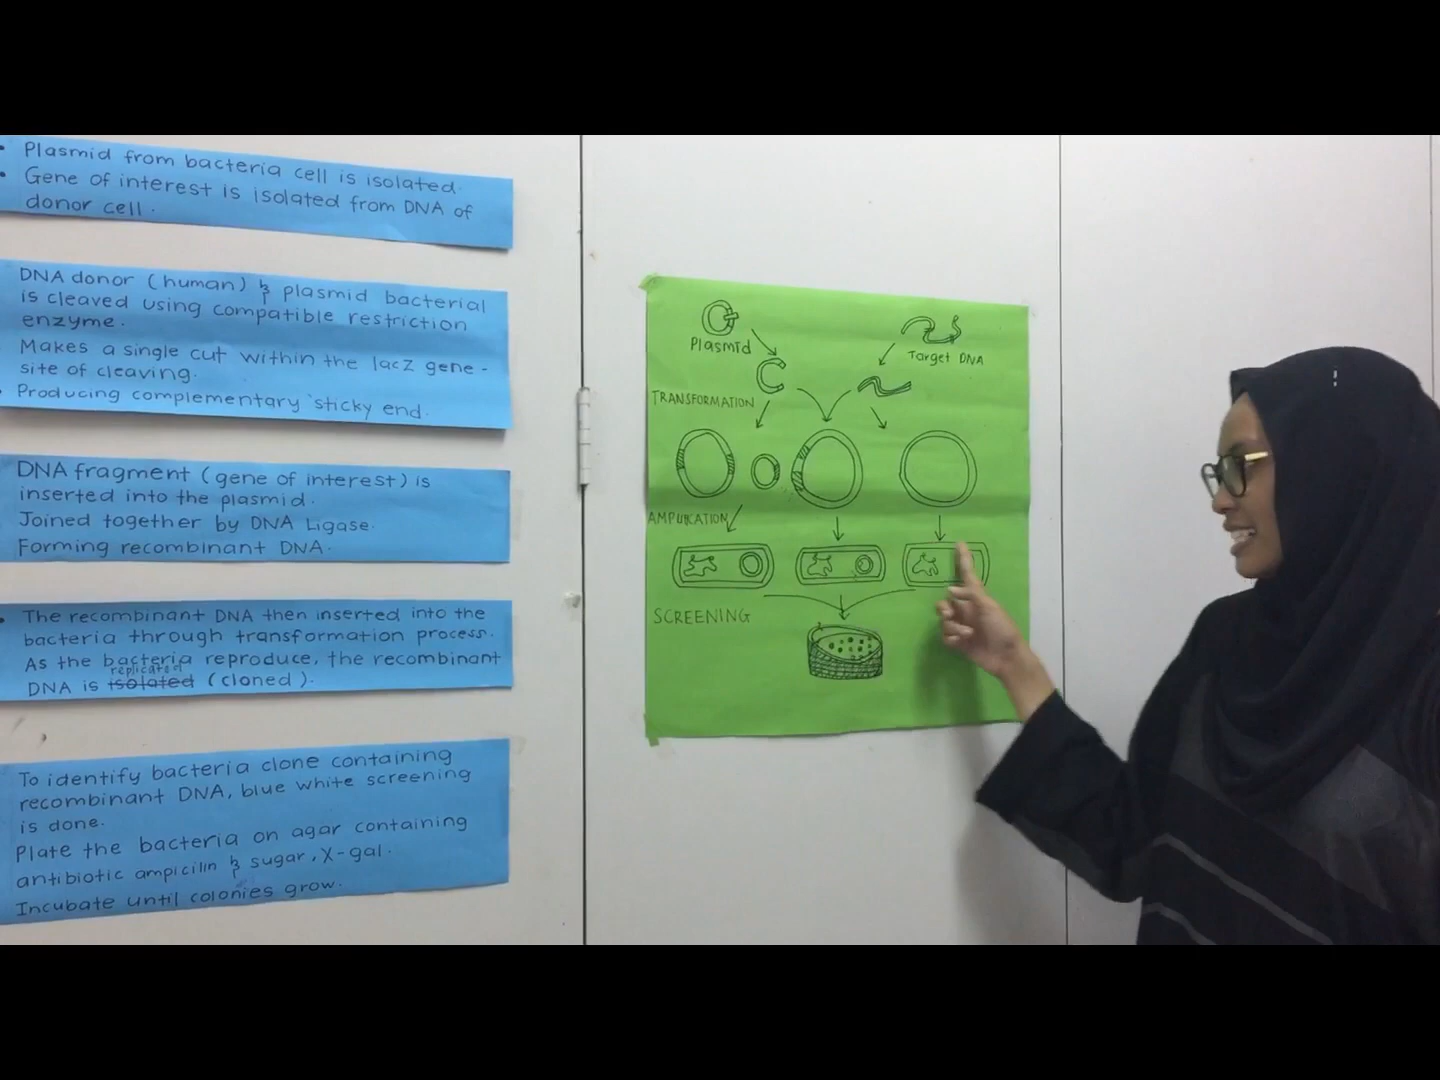 • Plasmid from bacteria cell is isolated.
• Gene of interest is isolated from DNA of
donor cell.
DNA donor (human) & plasmid bacterial
is cleaved using compatible restriction
enzyme.
Makes a single cut within the lacZ gene -
site of cleaving.
• Producing complementary 'sticky end.
DNA fragment (gene of interest) is
inserted into the plasmid.
Joined together by DNA Ligase.
Forming recombinant DNA.
• The recombinant DNA then inserted into the
bacteria through transformation process.
As the bacteria reproduce, the recombinant
replicated
DNA is isolated (cloned).
To identify bacteria clone containing
recombinant DNA, blue white screening
is done.
Plate the bacteria on agar containing
antibiotic ampicilin & sugar, X-gal.
Incubate until colonies grow.
Plasmid
Target DNA
TRANSFORMATION
AMPLIFICATION
SCREENING